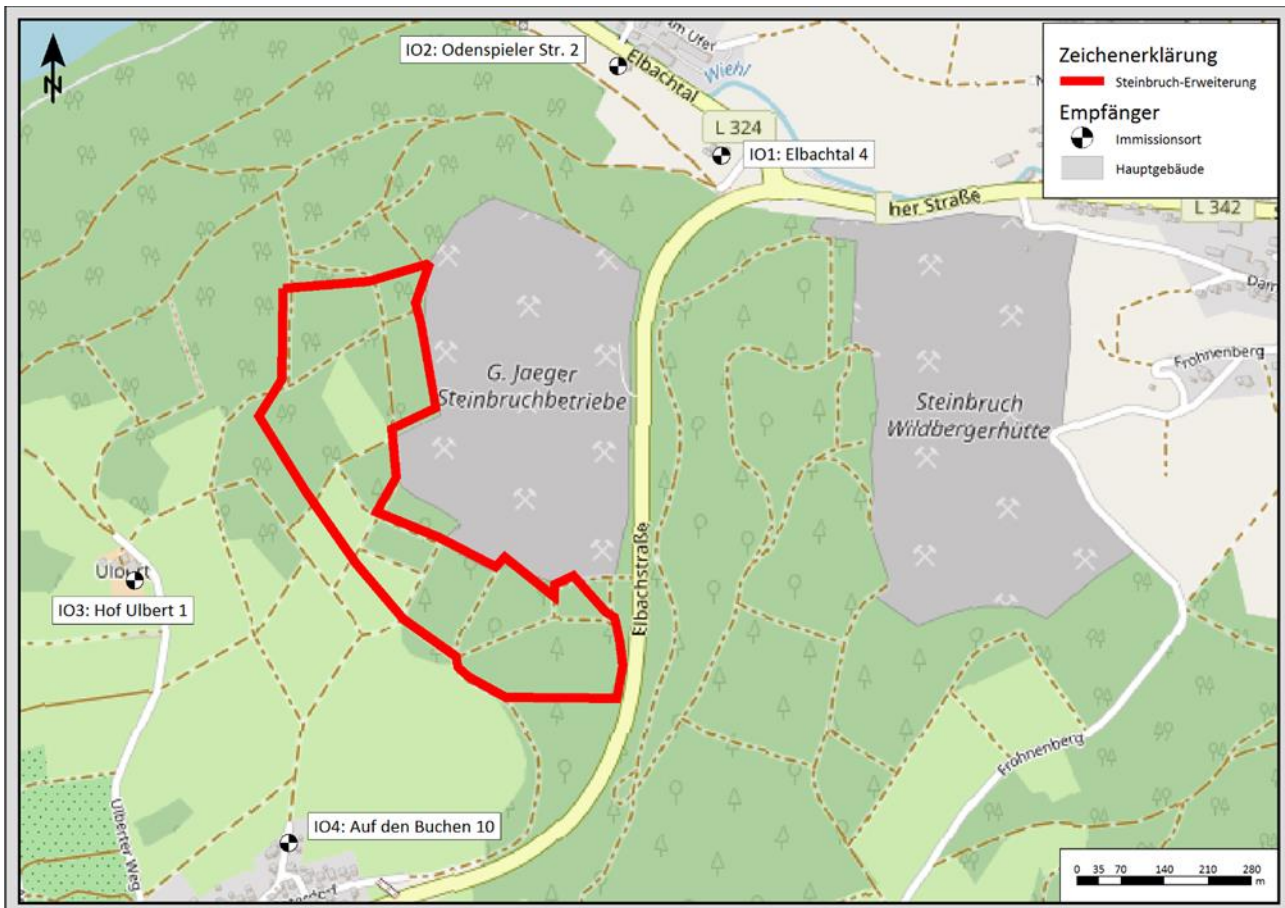 N
IO2: Odenspieler Str. 2
Elbachtal
Wiehl
L 324
IO1: Elbachtal 4
her Straße
L 342
Zeichenerklärung
Steinbruch-Erweiterung
Empfänger
Immissionsort
Hauptgebäude
Dam
Frohnenberg
G. Jaeger
Steinbruchbetriebe
Steinbruch
Wildbergerhütte
Elbachstraße
Ulbert
IO3: Hof Ulbert 1
Frohnenberg
Ulberter Weg
IO4: Auf den Buchen 10
0 35 70 140 210 280
m